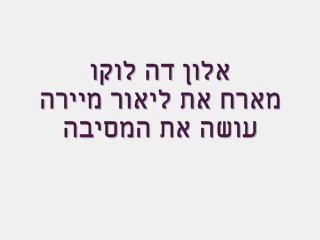 אלון דה לוקו
מארח את ליאור מיירה
עושה את המסיבה